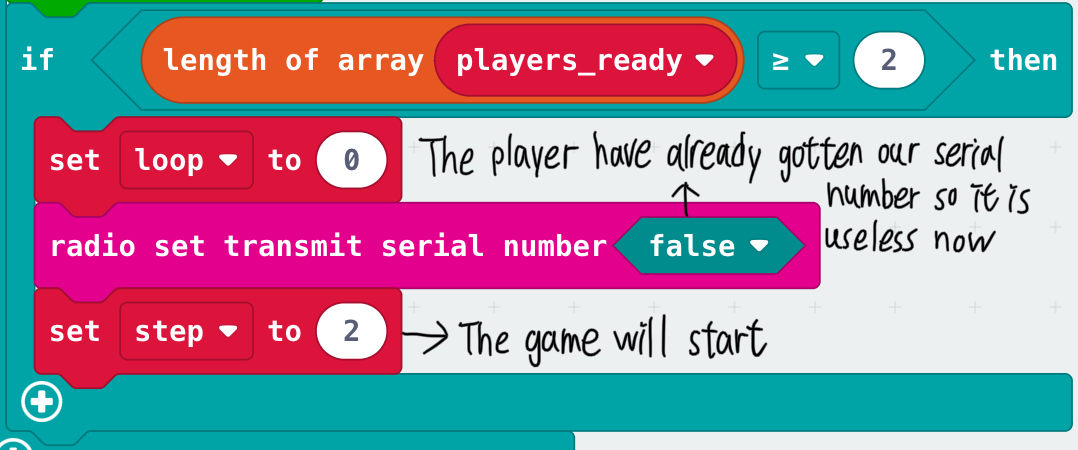 if length of array players_ready ≥ 2 then
set loop to 0
The player have already gotten our serial
number so it is
useless now
radio set transmit serial number false
set step to 2
The game will start